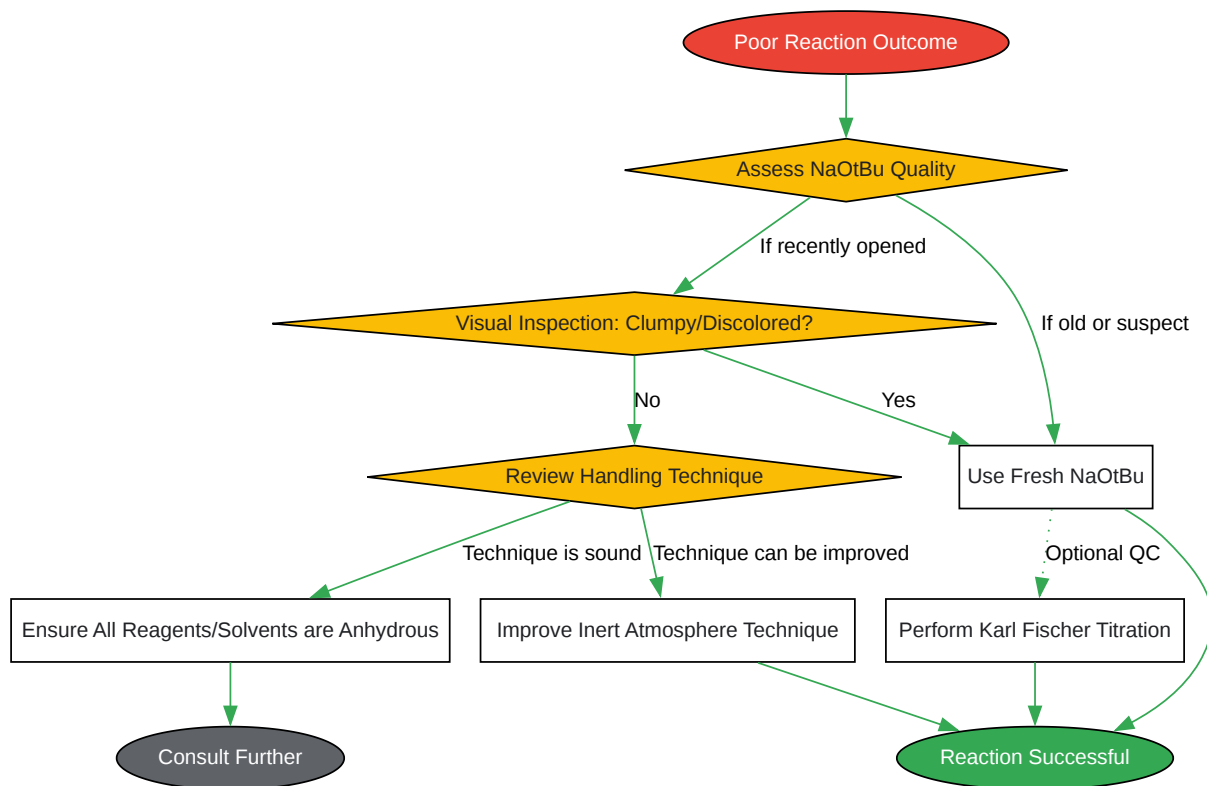 Poor Reaction Outcome
Assess NaOtBu Quality
If recently opened
Visual Inspection: Clumpy/Discolored?
If old or suspect
No
Yes
Review Handling Technique
Use Fresh NaOtBu
Technique is sound
Technique can be improved
Optional QC
Ensure All Reagents/Solvents are Anhydrous
Improve Inert Atmosphere Technique
Perform Karl Fischer Titration
Consult Further
Reaction Successful